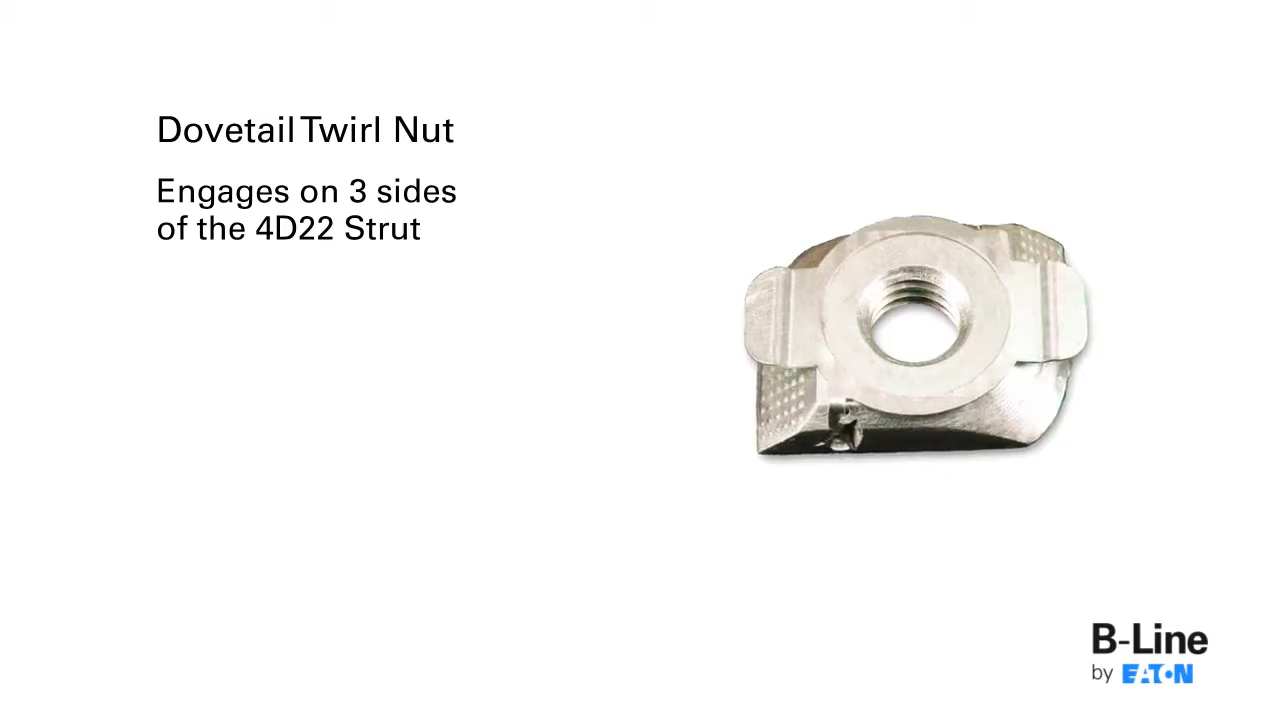 Dovetail Twirl Nut
Engages on 3 sides
of the 4D22 Strut
B-Line
by EATON